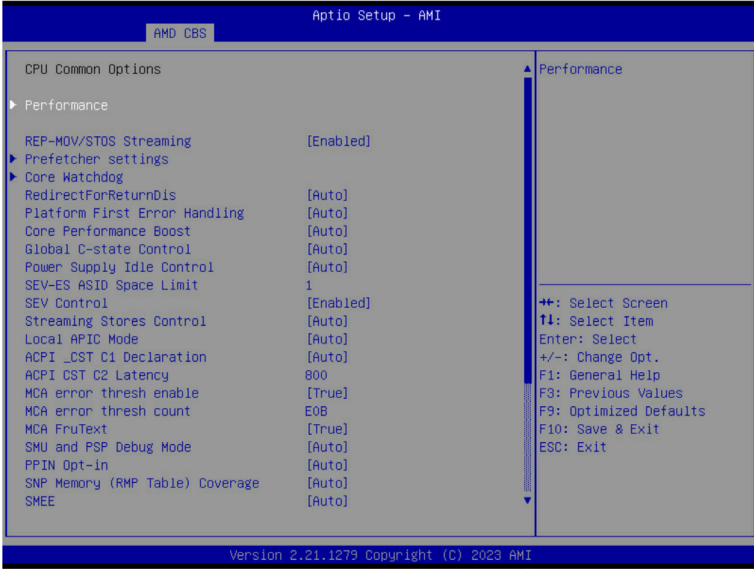 Aptio Setup – AMI
AMD CBS
CPU Common Options
Performance
REP-MOV/STOS Streaming [Enabled]
Prefetcher settings
Core Watchdog
RedirectForReturnDis [Auto]
Platform First Error Handling [Auto]
Core Performance Boost [Auto]
Global C-state Control [Auto]
Power Supply Idle Control [Auto]
SEV-ES ASID Space Limit 1
SEV Control [Enabled]
Streaming Stores Control [Auto]
Local APIC Mode [Auto]
ACPI _CST C1 Declaration [Auto]
ACPI CST C2 Latency 800
MCA error thresh enable [True]
MCA error thresh count E0B
MCA FruText [True]
SMU and PSP Debug Mode [Auto]
PPIN Opt-in [Auto]
SNP Memory (RMP Table) Coverage [Auto]
SMEE [Auto]
Performance
→←: Select Screen
↑↓: Select Item
Enter: Select
+/-: Change Opt.
F1: General Help
F3: Previous Values
F9: Optimized Defaults
F10: Save & Exit
ESC: Exit
Version 2.21.1279 Copyright (C) 2023 AMI